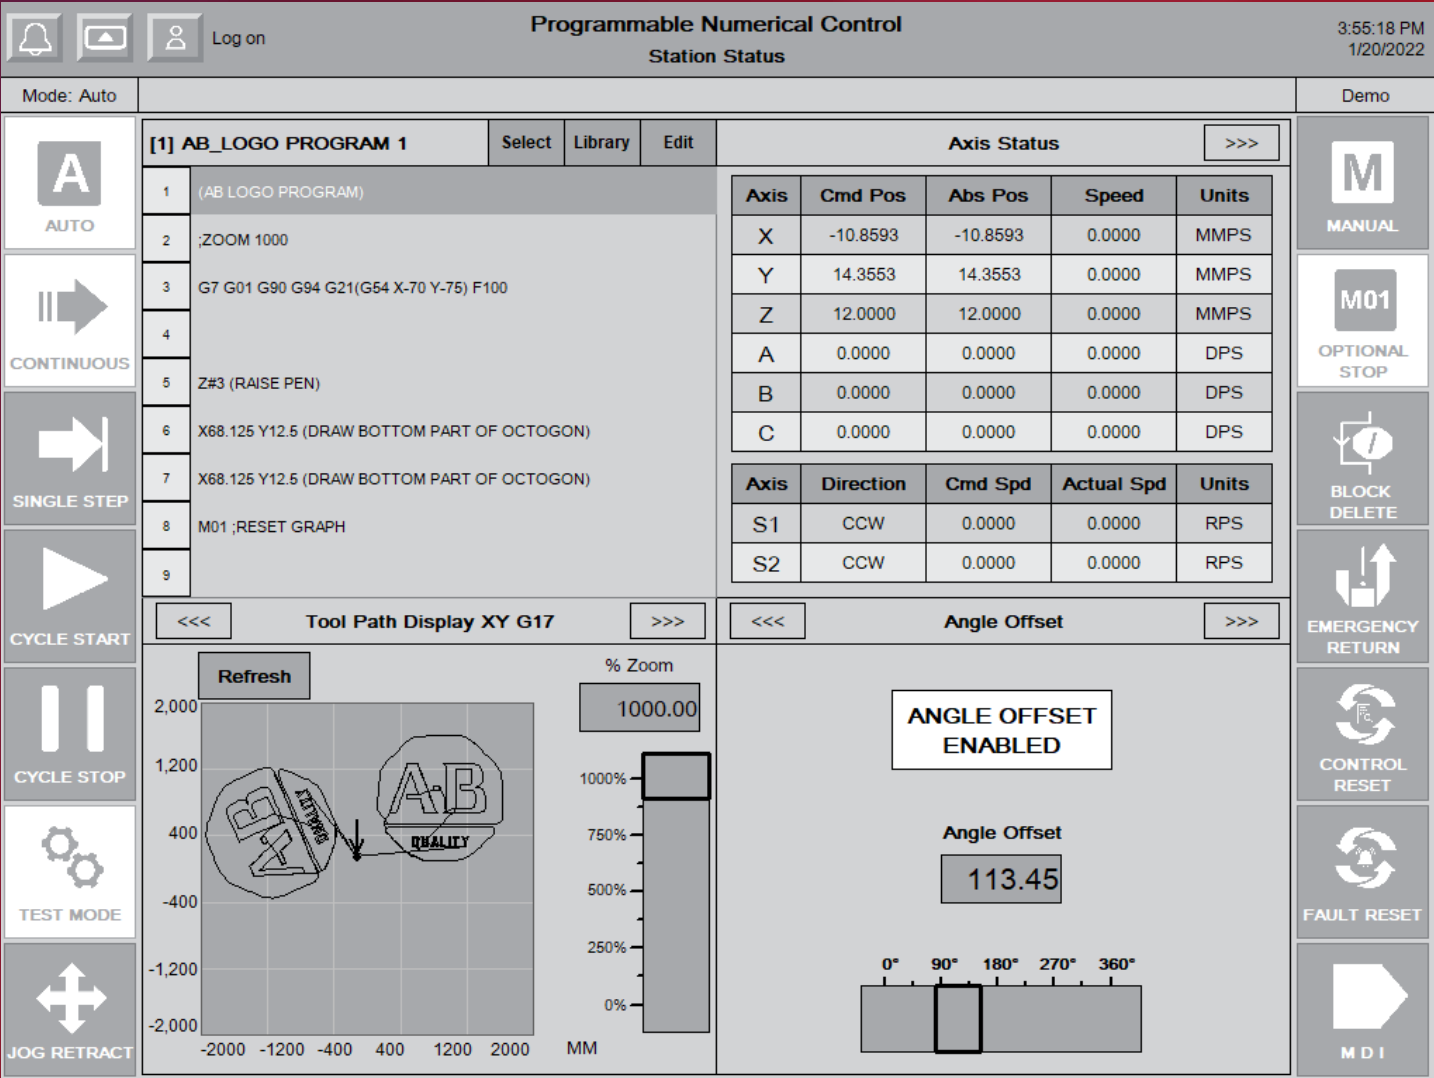 Log on
Programmable Numerical Control
Station Status
3:55:18 PM
1/20/2022
Mode: Auto
Demo
A
AUTO
CONTINUOUS
SINGLE STEP
CYCLE START
CYCLE STOP
TEST MODE
JOG RETRACT
[1] AB_LOGO PROGRAM 1 Select Library Edit
1 (AB LOGO PROGRAM)
2 ;ZOOM 1000
3 G7 G01 G90 G94 G21(G54 X-70 Y-75) F100
4
5 Z#3 (RAISE PEN)
6 X68.125 Y12.5 (DRAW BOTTOM PART OF OCTOGON)
7 X68.125 Y12.5 (DRAW BOTTOM PART OF OCTOGON)
8 M01 ;RESET GRAPH
9
Axis Status >>>
Axis Cmd Pos Abs Pos Speed Units
X -10.8593 -10.8593 0.0000 MMPS
Y 14.3553 14.3553 0.0000 MMPS
Z 12.0000 12.0000 0.0000 MMPS
A 0.0000 0.0000 0.0000 DPS
B 0.0000 0.0000 0.0000 DPS
C 0.0000 0.0000 0.0000 DPS
Axis Direction Cmd Spd Actual Spd Units
S1 CCW 0.0000 0.0000 RPS
S2 CCW 0.0000 0.0000 RPS
<<< Tool Path Display XY G17 >>>
Refresh
% Zoom
1000.00
2,000
1,200
400
-400
-1,200
-2,000
-2000 -1200 -400 400 1200 2000 MM
AB
QUALITY
AB
QUALITY
1000%
750%
500%
250%
0%
<<< Angle Offset >>>
ANGLE OFFSET
ENABLED
Angle Offset
113.45
0° 90° 180° 270° 360°
M
MANUAL
M01
OPTIONAL
STOP
BLOCK
DELETE
EMERGENCY
RETURN
CONTROL
RESET
FAULT RESET
M D I